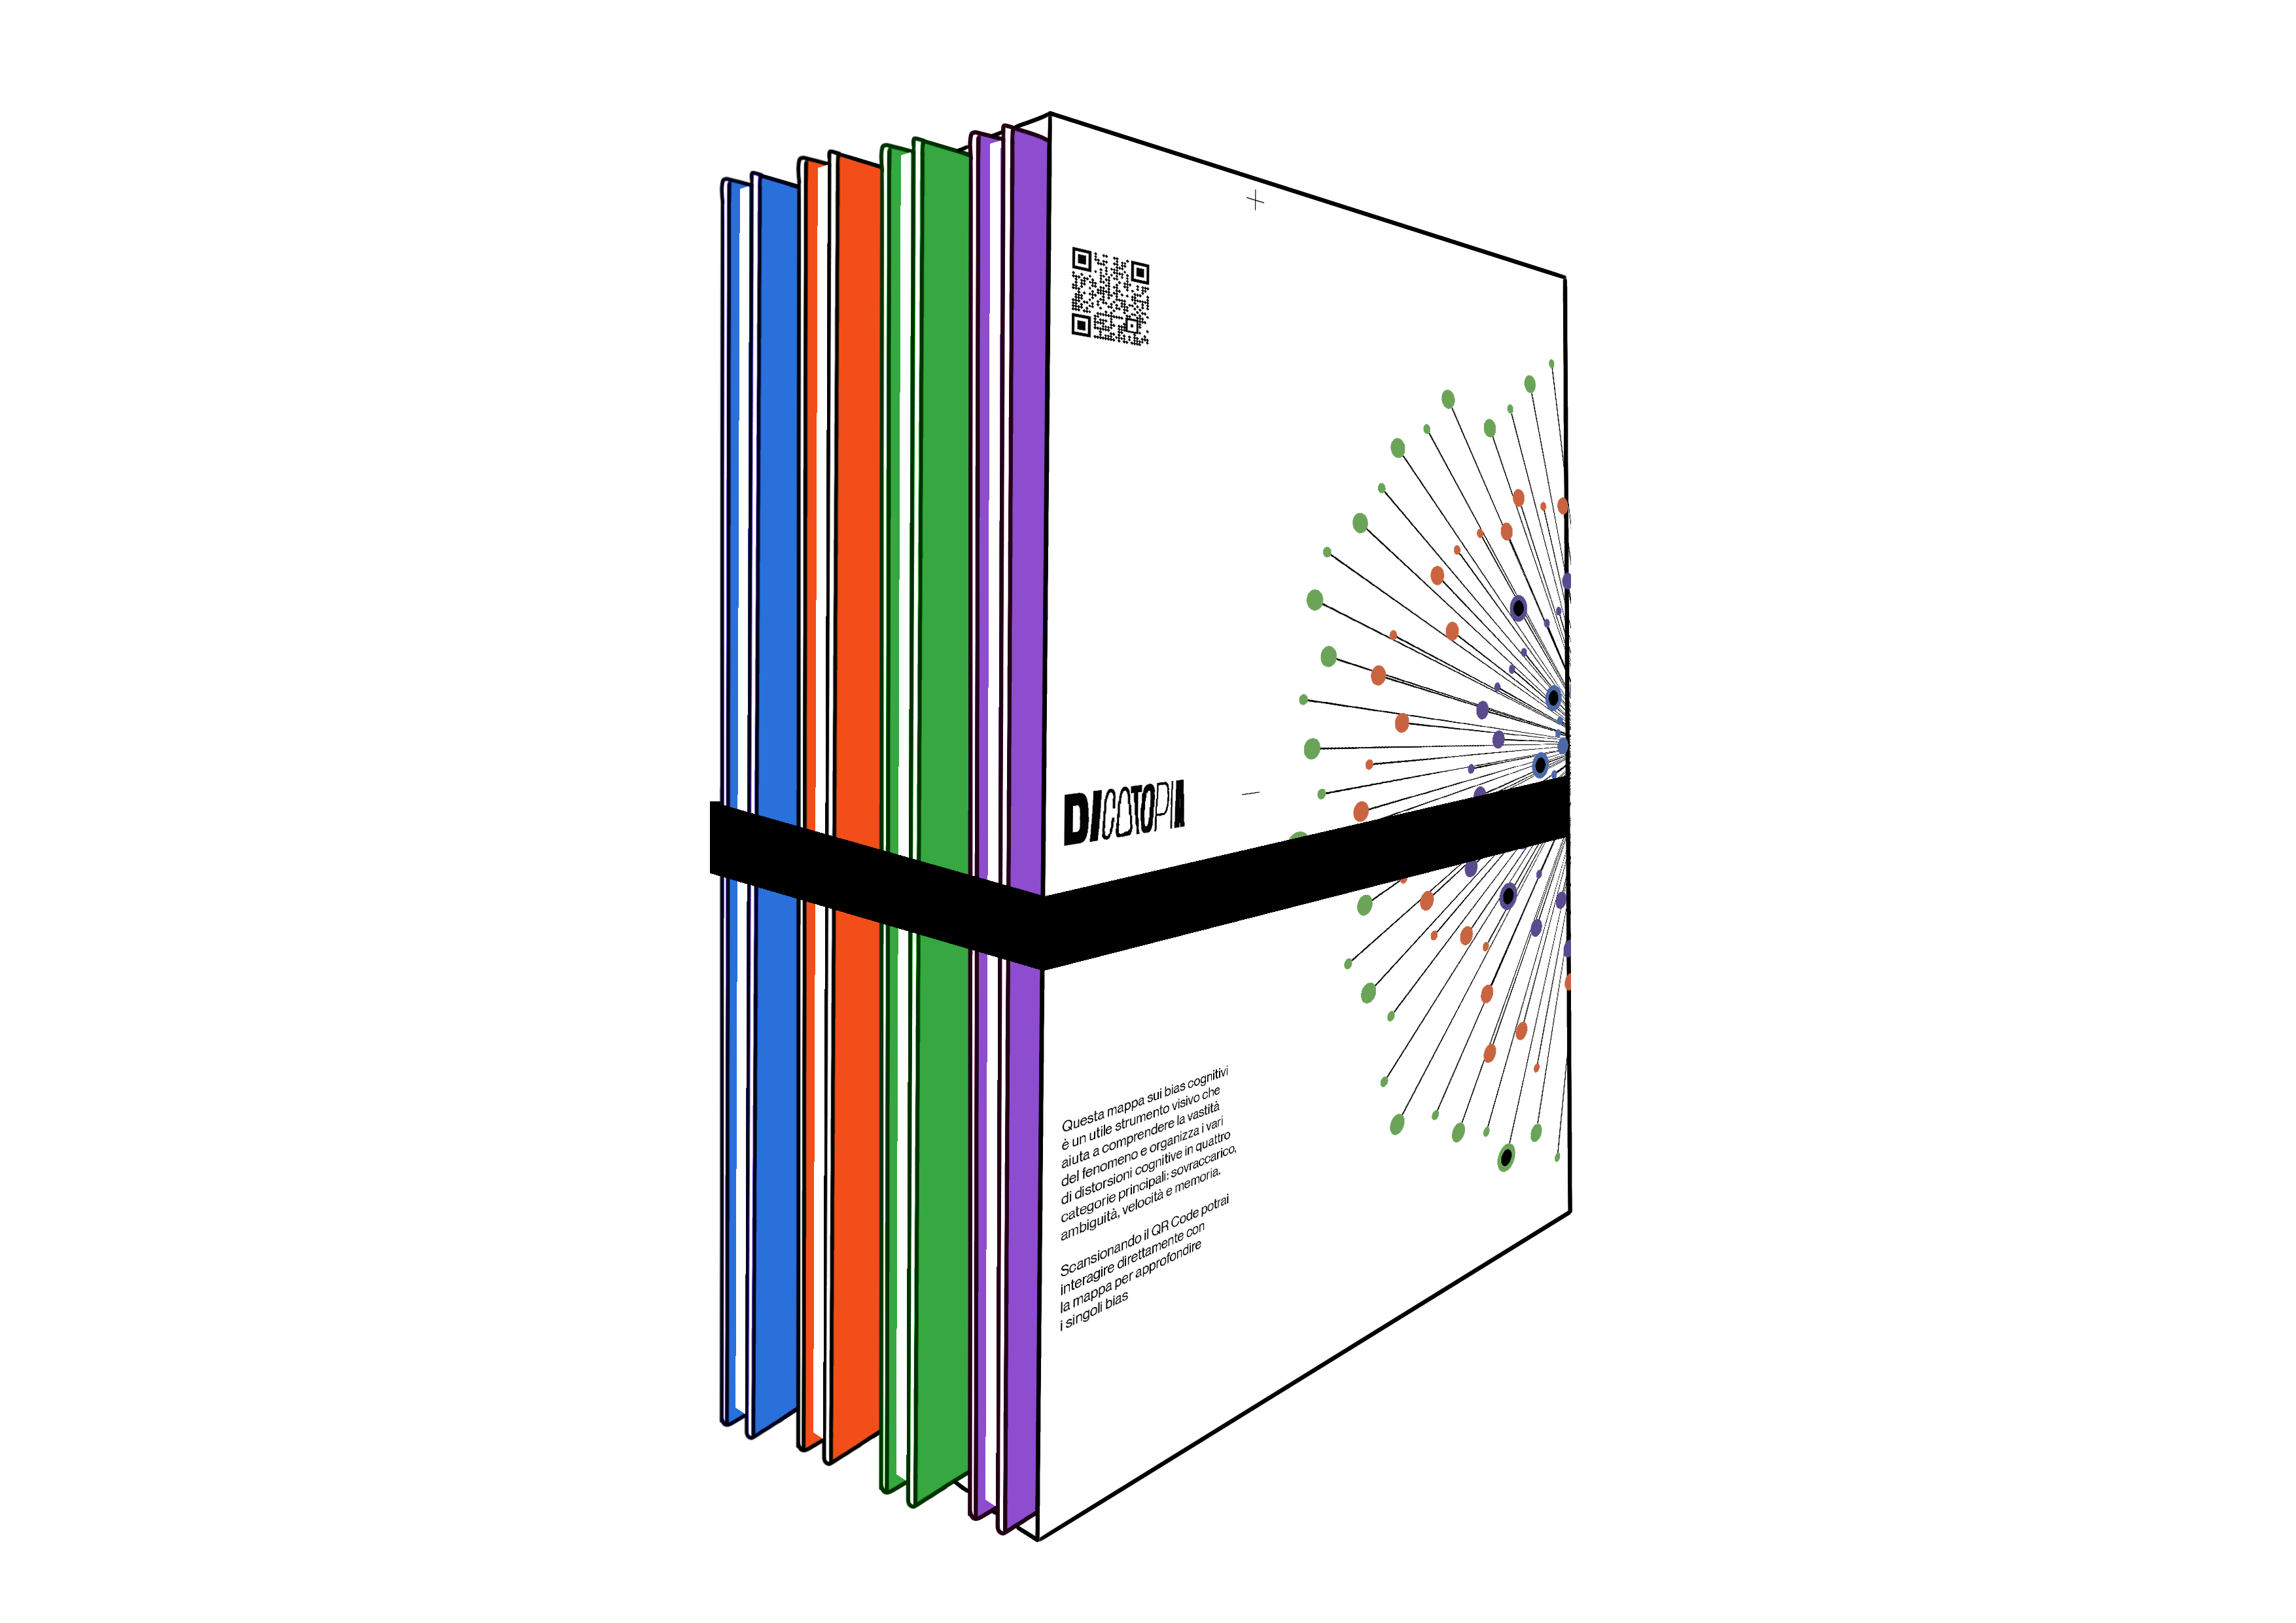 DICOTOPIA
Questa mappa sui bias cognitivi
è un utile strumento visivo che
aiuta a comprendere la vastità
del fenomeno e organizza i vari
di distorsioni cognitive in quattro
categorie principali: sovraccarico,
ambiguità, velocità e memoria.
Scansionando il QR Code potrai
interagire direttamente con
la mappa per approfondire
i singoli bias